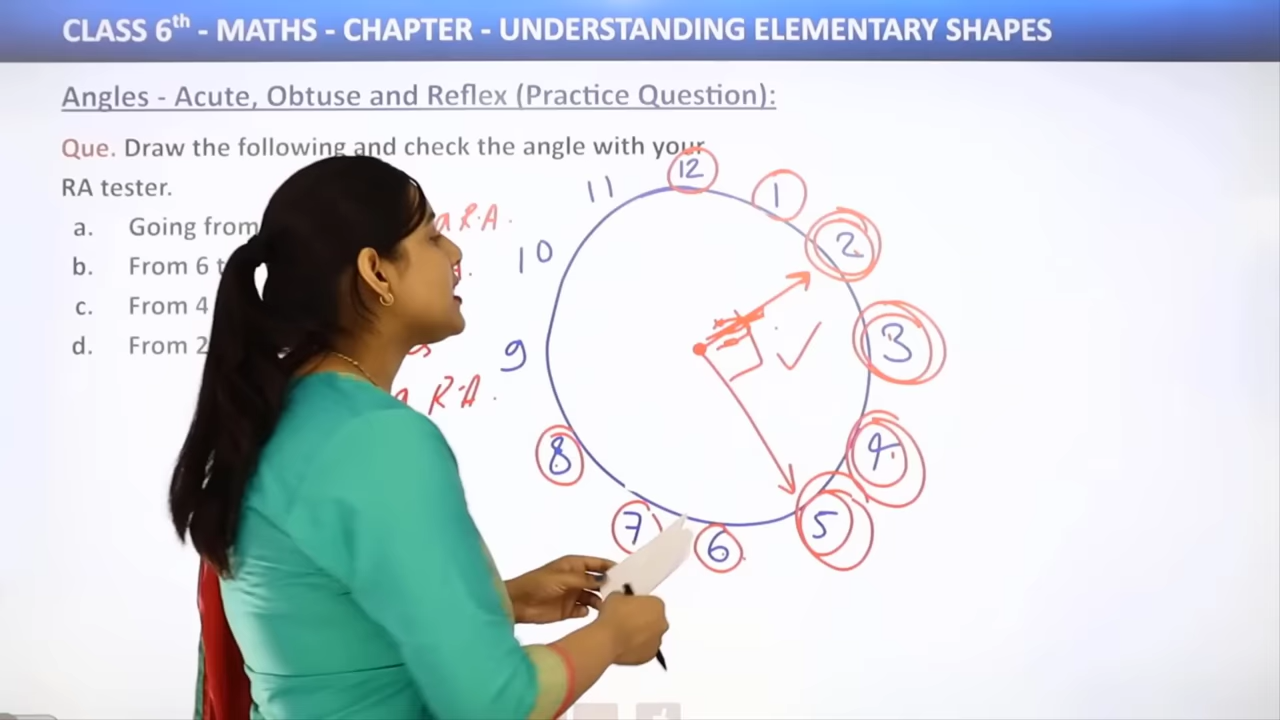 CLASS 6th - MATHS - CHAPTER - UNDERSTANDING ELEMENTARY SHAPES
Angles - Acute, Obtuse and Reflex (Practice Question):
Que. Draw the following and check the angle with your
RA tester.
a. Going from
b. From 6
c. From 4
d. From 2
R.A.
R.A.
12
1
2
3
4
5
6
7
8
9
10
11